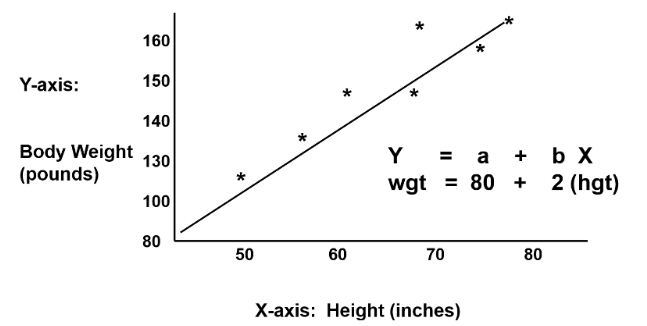 160
150
140
130
100
80
Y-axis:
Body Weight
(pounds)
Y = a + b X
wgt = 80 + 2 (hgt)
50 60 70 80
X-axis: Height (inches)